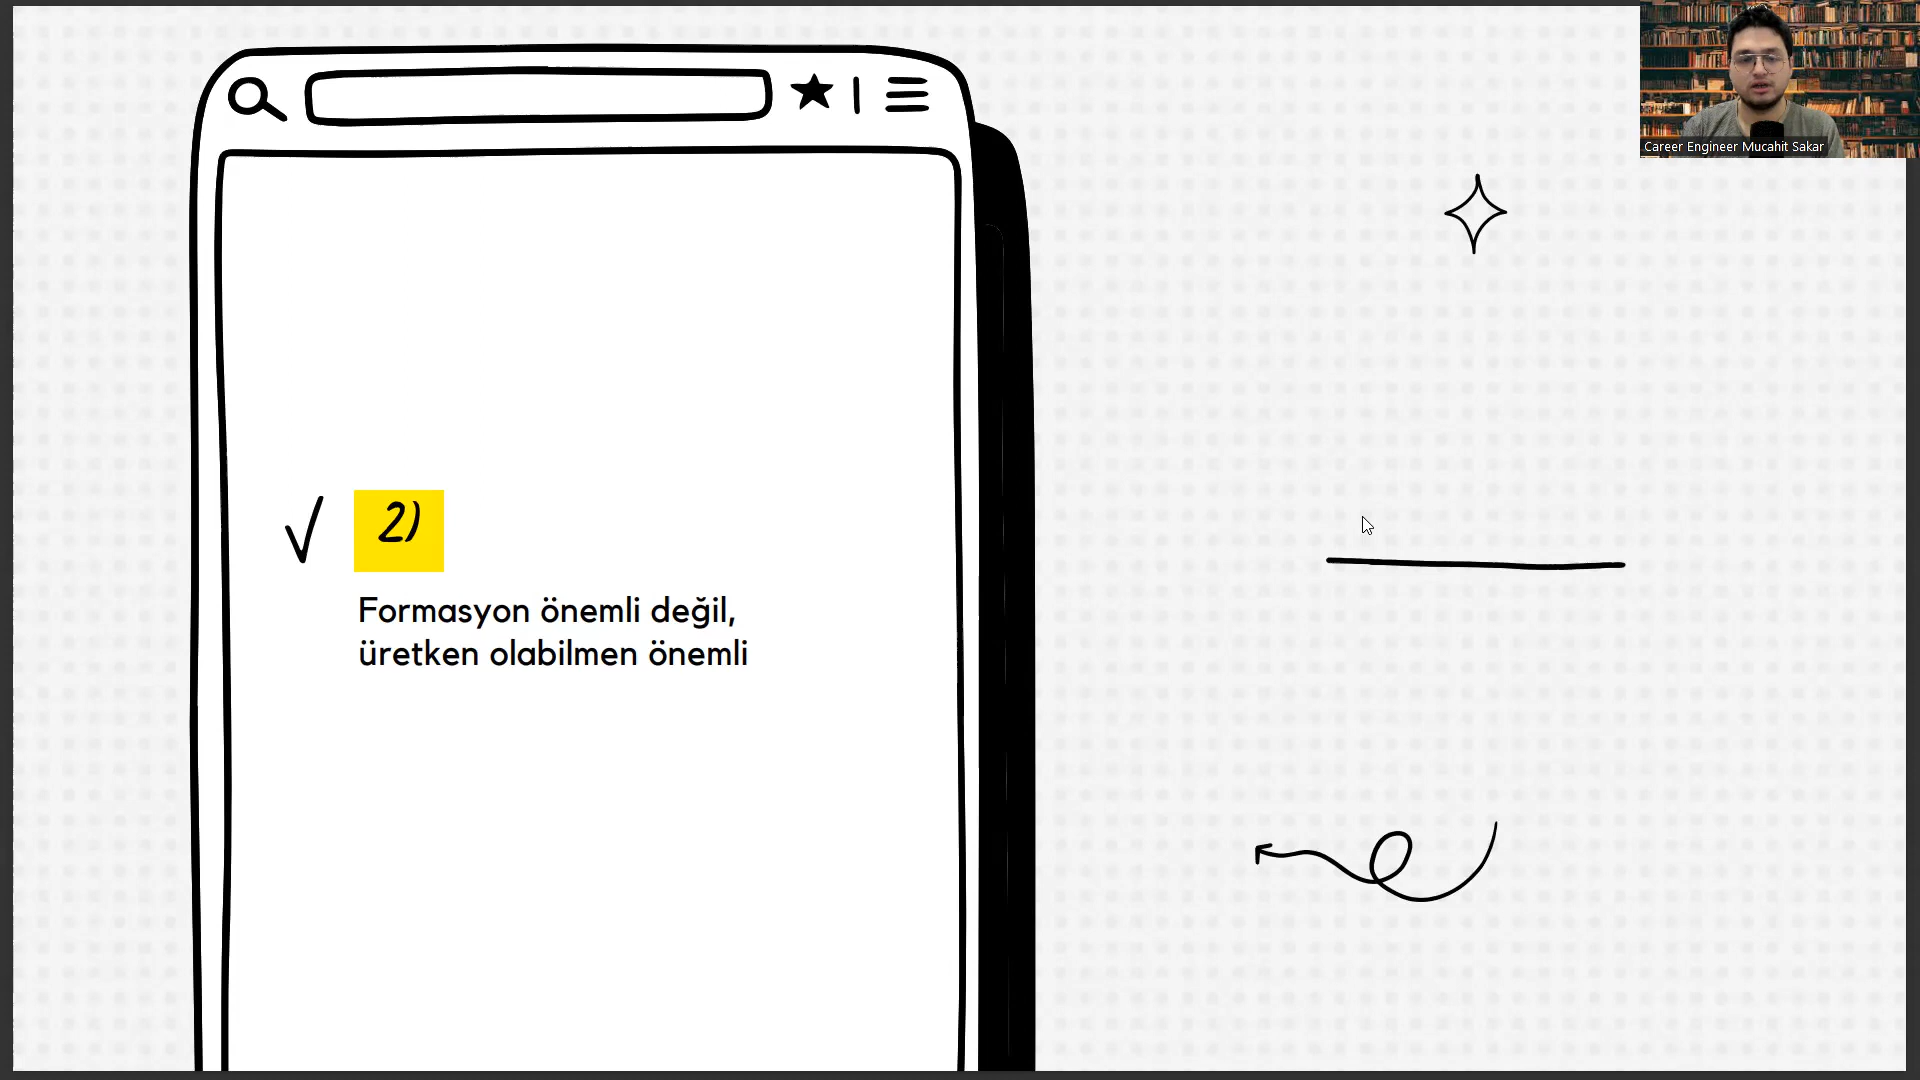 Career Engineer Mucahit Sakar
2)
Formasyon önemli değil,
üretken olabilmen önemli